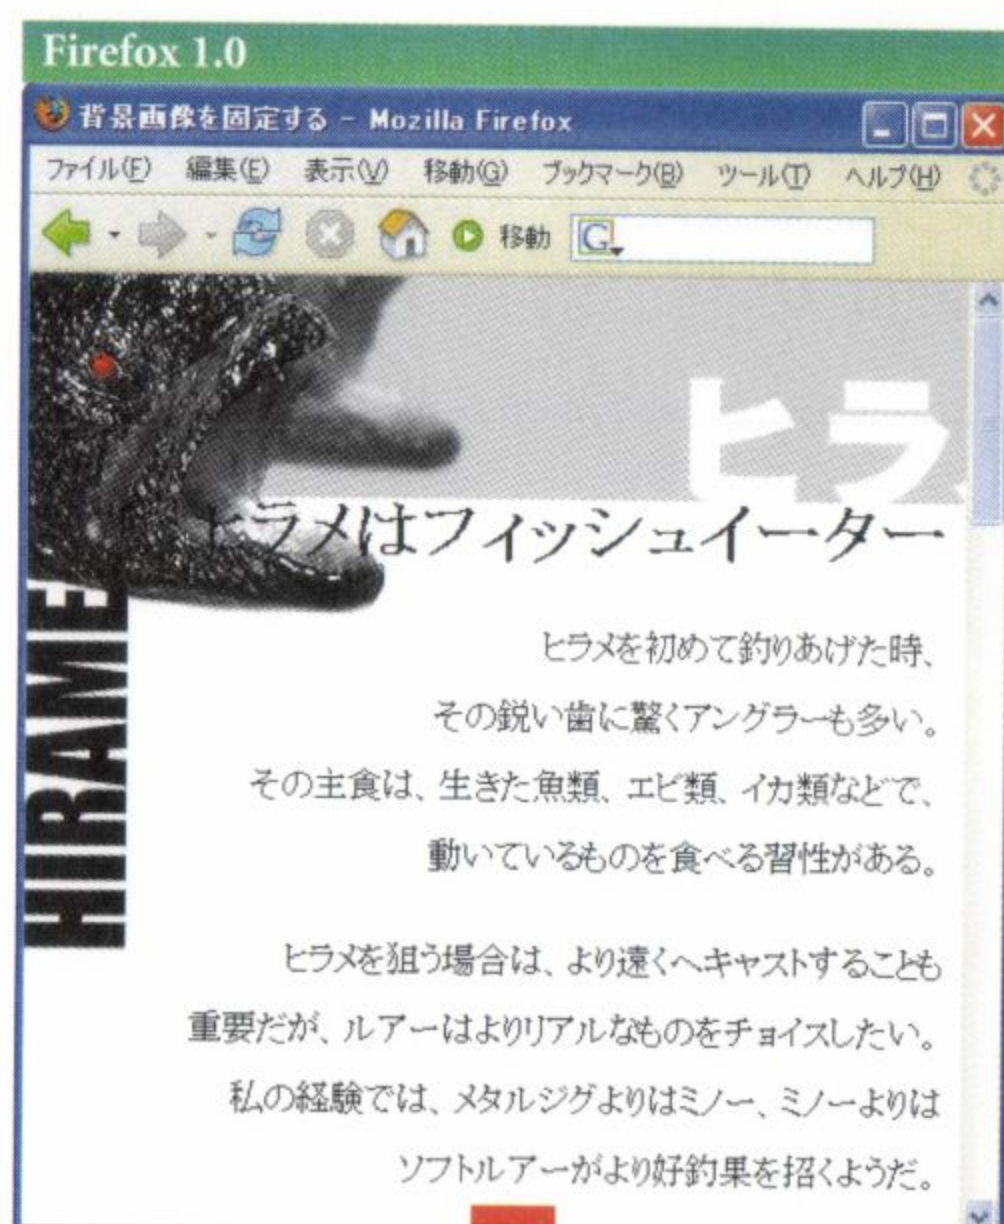 Firefox 1.0
背景画像を固定する - Mozilla Firefox
ファイル(F) 編集(E) 表示(V) 移動(G) ブックマーク(B) ツール(T) ヘルプ(H)
移動 G
ヒラ
ヒラメはフィッシュイーター
HIRAME
ヒラメを初めて釣りあげた時、
その鋭い歯に驚くアングラーも多い。
その主食は、生きた魚類、エビ類、イカ類などで、
動いているものを食べる習性がある。
ヒラメを狙う場合は、より遠くへキャストすることも
重要だが、ルアーはよりリアルなものをチョイスしたい。
私の経験では、メタルジグよりはミノー、ミノーよりは
ソフトルアーがより好釣果を招くようだ。